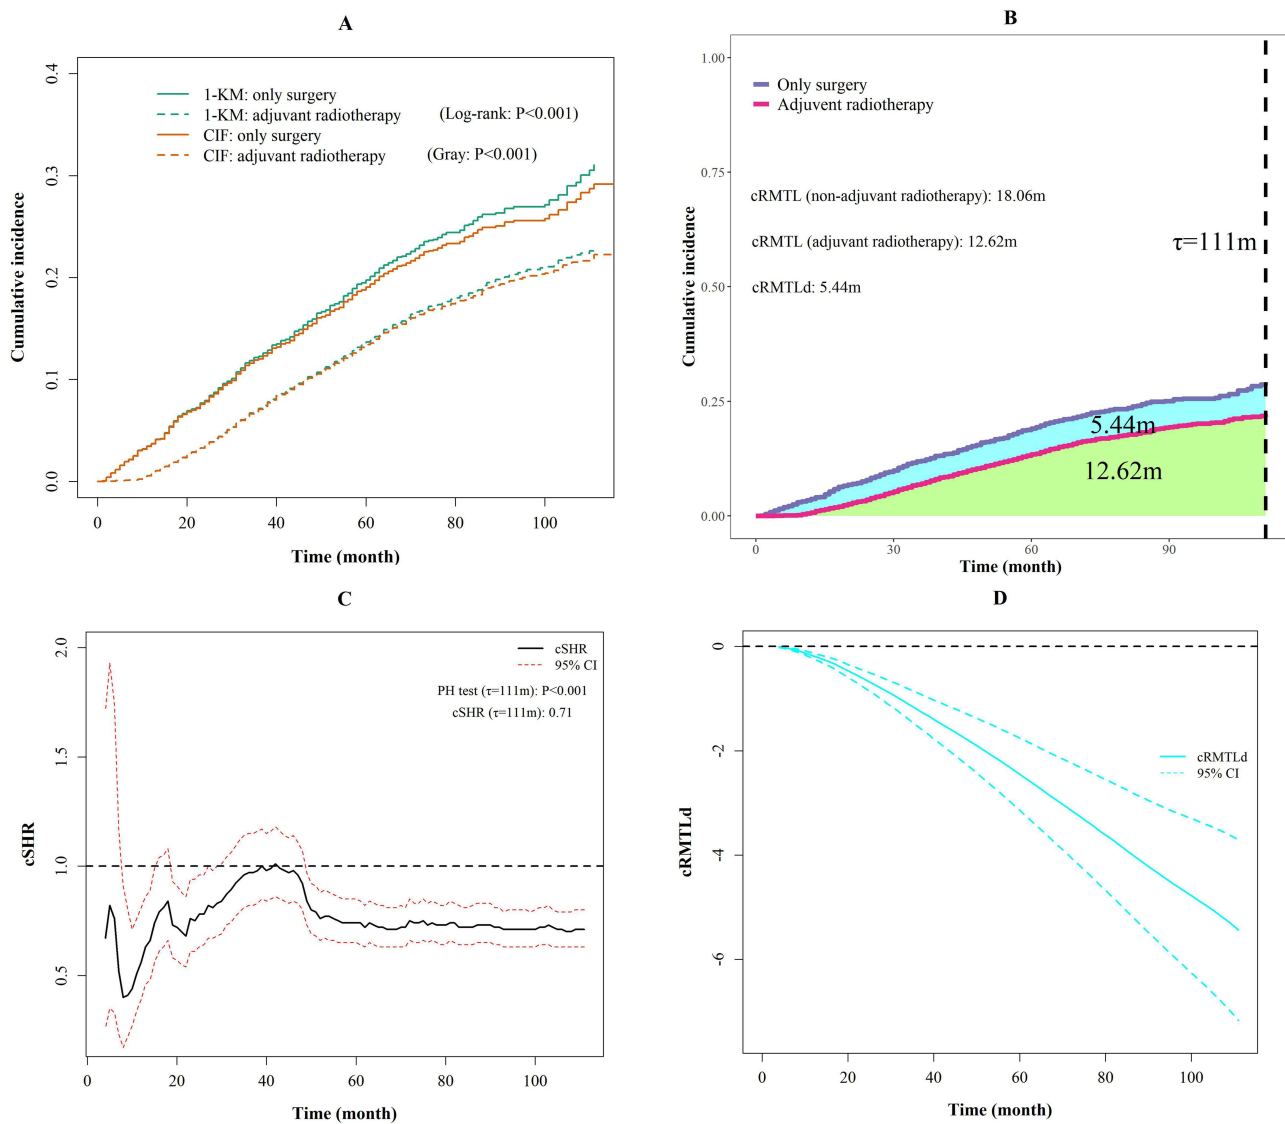 A
1-KM: only surgery
1-KM: adjuvant radiotherapy (Log-rank: P<0.001)
CIF: only surgery
CIF: adjuvant radiotherapy (Gray: P<0.001)
Cumulative incidence
0.4
0.3
0.2
0.1
0.0
0 20 40 60 80 100
Time (month)
B
Only surgery
Adjuvent radiotherapy
cRMTL (non-adjuvant radiotherapy): 18.06m
cRMTL (adjuvant radiotherapy): 12.62m
τ=111m
cRMTLd: 5.44m
5.44m
12.62m
Cumulative incidence
1.00
0.75
0.50
0.25
0.00
0 30 60 90
Time (month)
C
cSHR
95% CI
PH test (τ=111m): P<0.001
cSHR (τ=111m): 0.71
cSHR
2.0
1.5
1.0
0.5
0 20 40 60 80 100
Time (month)
D
cRMTLd
95% CI
cRMTLd
0
-2
-4
-6
0 20 40 60 80 100
Time (month)